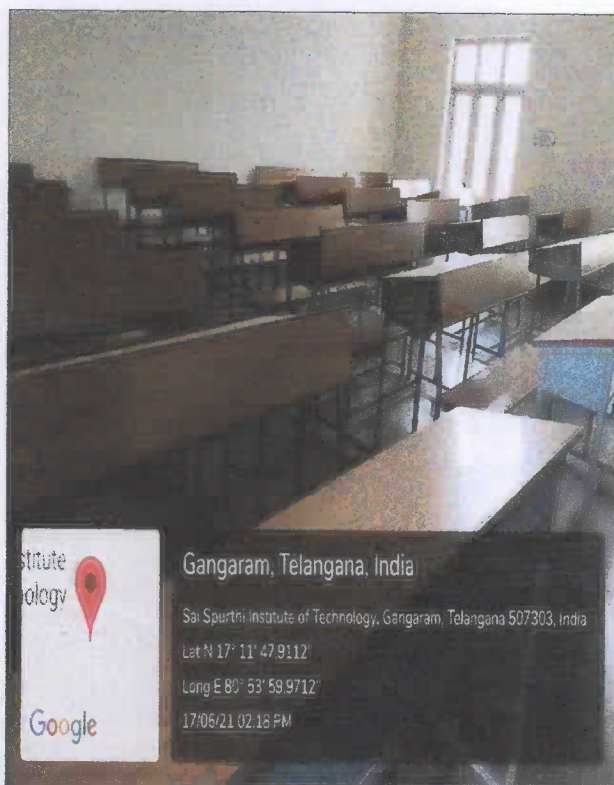 stitute
ology
Google
Gangaram, Telangana, India
Sai Spurthi Institute of Technology, Gangaram, Telangana 507303, India
Lat N 17° 11' 47.9112"
Long E 80° 53' 59.9712"
17/06/21 02:18 PM